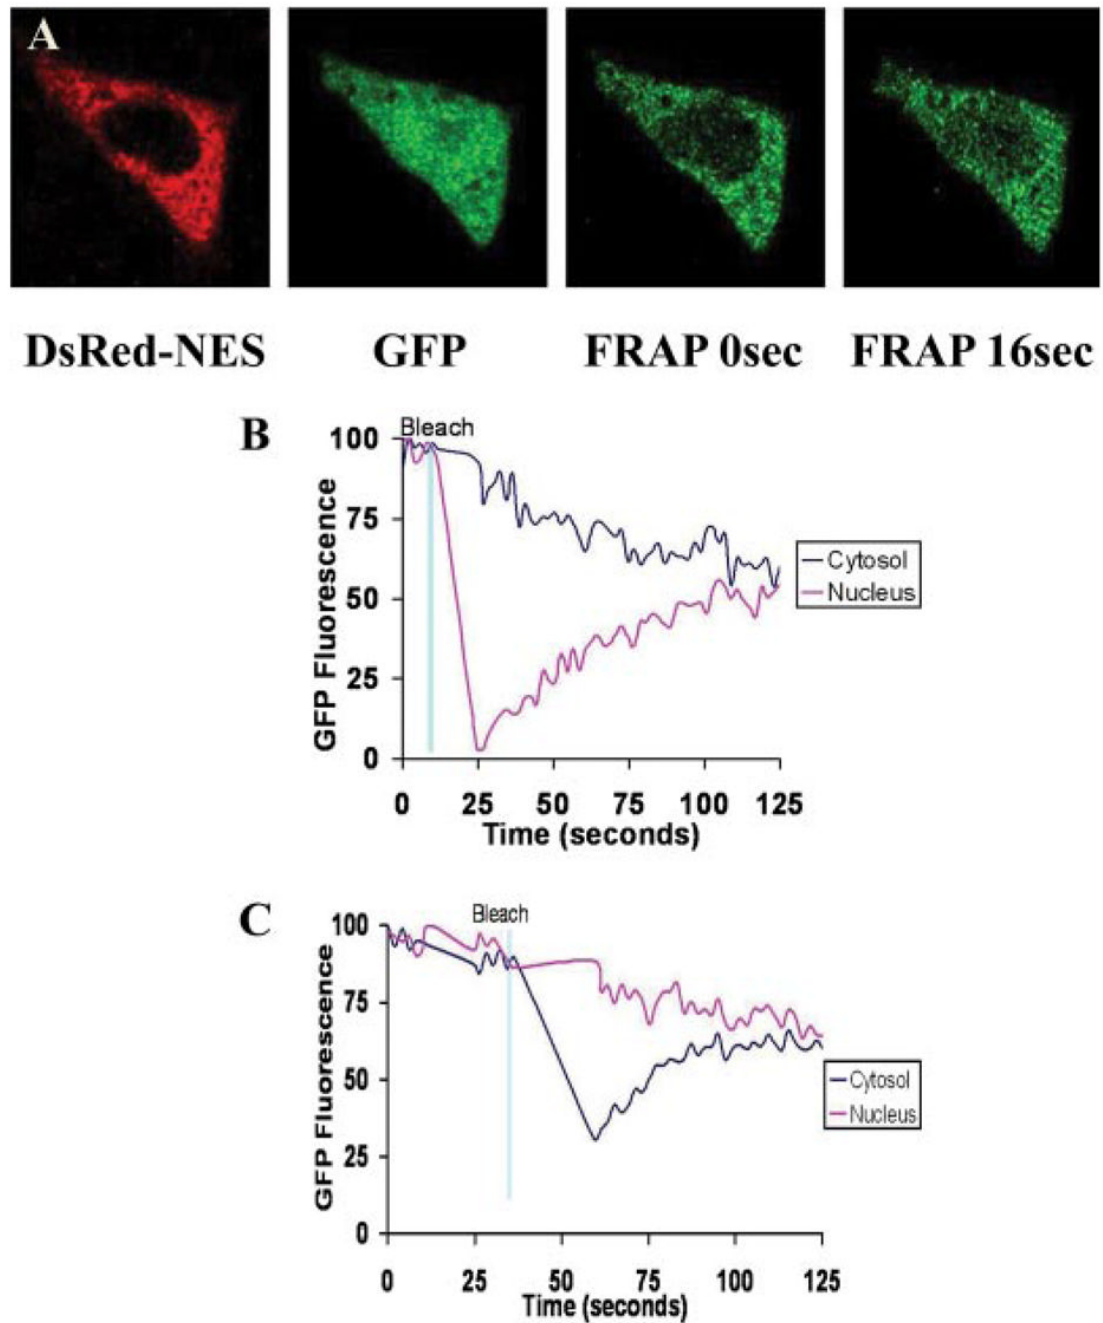 A
DsRed-NES GFP FRAP 0sec FRAP 16sec
B
Bleach
100
75
50
25
0
GFP Fluorescence
0 25 50 75 100 125
Time (seconds)
Cytosol
Nucleus
C
Bleach
100
75
50
25
0
GFP Fluorescence
0 25 50 75 100 125
Time (seconds)
Cytosol
Nucleus